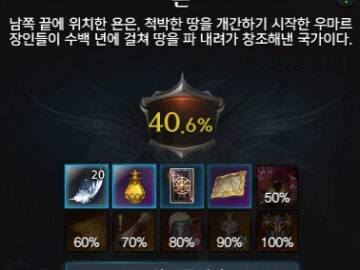 남쪽 끝에 위치한 욘은, 척박한 땅을 개간하기 시작한 우마르
장인들이 수백 년에 걸쳐 땅을 파 내려가 창조해낸 국가이다.
40.6%
20
50%
60% 70% 80% 90% 100%